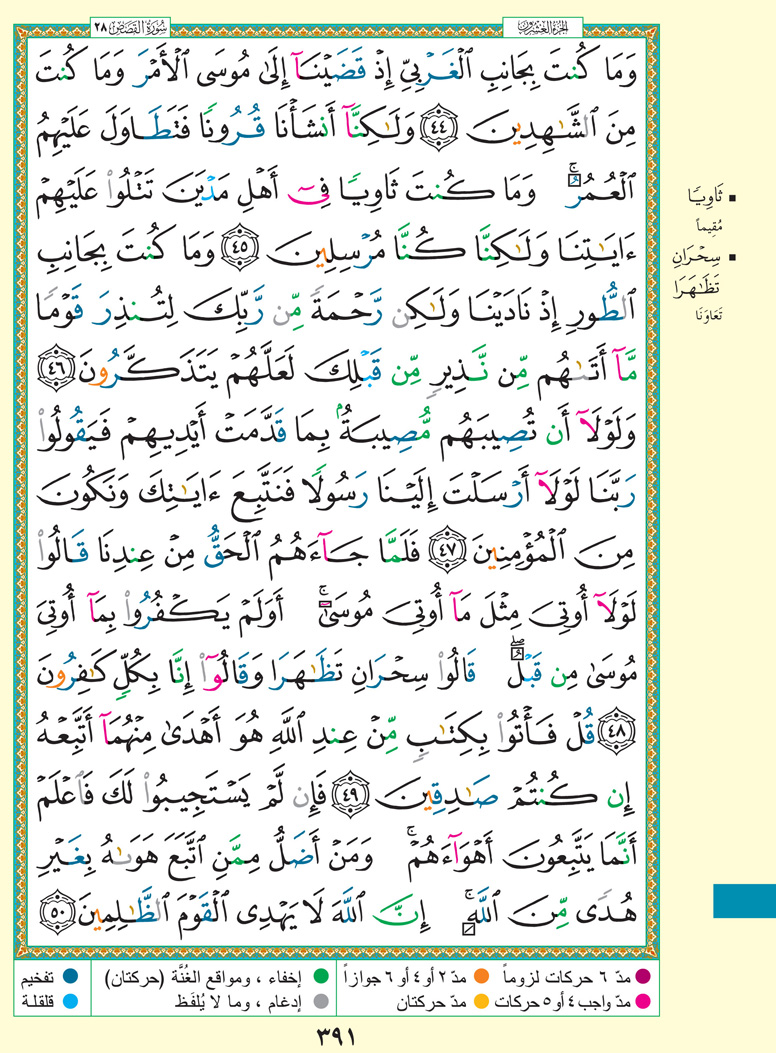 الجزء العشرون
سورة القصص ٢٨
وَمَا كُنتَ بِجَانِبِ ٱلْغَرْبِىِّ إِذْ قَضَيْنَآ إِلَىٰ مُوسَى ٱلْأَمْرَ وَمَا كُنتَ
مِنَ ٱلشَّـٰهِدِينَ ٤٤ وَلَـٰكِنَّآ أَنشَأْنَا قُرُونًا فَتَطَاوَلَ عَلَيْهِمُ
ٱلْعُمُرُ ۚ وَمَا كُنتَ ثَاوِيًا فِىٓ أَهْلِ مَدْيَنَ تَتْلُوا۟ عَلَيْهِمْ
ءَايَـٰتِنَا وَلَـٰكِنَّا كُنَّا مُرْسِلِينَ ٤٥ وَمَا كُنتَ بِجَانِبِ
ٱلطُّورِ إِذْ نَادَيْنَا وَلَـٰكِن رَّحْمَةً مِّن رَّبِّكَ لِتُنذِرَ قَوْمًا
مَّآ أَتَىٰهُم مِّن نَّذِيرٍ مِّن قَبْلِكَ لَعَلَّهُمْ يَتَذَكَّرُونَ ٤٦
وَلَوْلَآ أَن تُصِيبَهُم مُّصِيبَةٌۢ بِمَا قَدَّمَتْ أَيْدِيهِمْ فَيَقُولُوا۟
رَبَّنَا لَوْلَآ أَرْسَلْتَ إِلَيْنَا رَسُولًا فَنَتَّبِعَ ءَايَـٰتِكَ وَنَكُونَ
مِنَ ٱلْمُؤْمِنِينَ ٤٧ فَلَمَّا جَآءَهُمُ ٱلْحَقُّ مِنْ عِندِنَا قَالُوا۟
لَوْلَآ أُوتِىَ مِثْلَ مَآ أُوتِىَ مُوسَىٰٓ ۚ أَوَلَمْ يَكْفُرُوا۟ بِمَآ أُوتِىَ
مُوسَىٰ مِن قَبْلُ ۖ قَالُوا۟ سِحْرَانِ تَظَـٰهَرَا وَقَالُوٓا۟ إِنَّا بِكُلٍّ كَـٰفِرُونَ
٤٨ قُلْ فَأْتُوا۟ بِكِتَـٰبٍ مِّنْ عِندِ ٱللَّهِ هُوَ أَهْدَىٰ مِنْهُمَآ أَتَّبِعْهُ
إِن كُنتُمْ صَـٰدِقِينَ ٤٩ فَإِن لَّمْ يَسْتَجِيبُوا۟ لَكَ فَٱعْلَمْ
أَنَّمَا يَتَّبِعُونَ أَهْوَآءَهُمْ ۚ وَمَنْ أَضَلُّ مِمَّنِ ٱتَّبَعَ هَوَىٰهُ بِغَيْرِ
هُدًى مِّنَ ٱللَّهِ ۚ إِنَّ ٱللَّهَ لَا يَهْدِى ٱلْقَوْمَ ٱلظَّـٰلِمِينَ ٥٠
▪ ثَاوِيًا
مُقِيماً
▪ سِحْرَانِ
تَظَـٰهَرَا
تَعَاوَنَا
مدّ ٦ حركات لزوماً مدّ ٢ أو ٤ أو ٦ جوازاً إخفاء ، ومواقع الغُنَّة (حركتان) تفخيم
مدّ واجب ٤ أو ٥ حركات مدّ حركتان إدغام ، وما لا يُلفَظ قلقلة
٣٩١